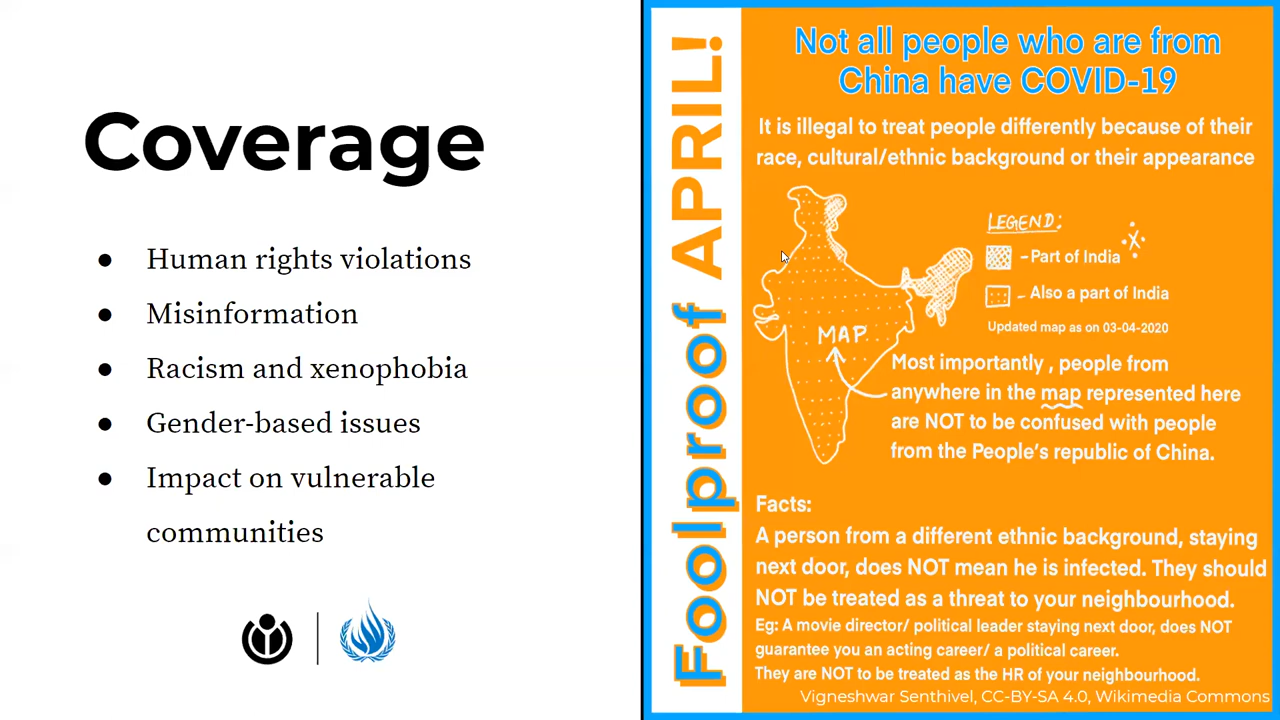 Coverage
● Human rights violations
● Misinformation
● Racism and xenophobia
● Gender-based issues
● Impact on vulnerable
communities
Foolproof of APRIL!
Not all people who are from
China have COVID-19
It is illegal to treat people differently because of their
race, cultural/ethnic background or their appearance
LEGEND:
- Part of India
- Also a part of India
Updated map as on 03-04-2020
MAP
Most importantly , people from
anywhere in the map represented here
are NOT to be confused with people
from the People's republic of China.
Facts:
A person from a different ethnic background, staying
next door, does NOT mean he is infected. They should
NOT be treated as a threat to your neighbourhood.
Eg: A movie director/ political leader staying next door, does NOT
guarantee you an acting career/ a political career.
They are NOT to be treated as the HR of your neighbourhood.
Vigneshwar Senthivel, CC-BY-SA 4.0, Wikimedia Commons